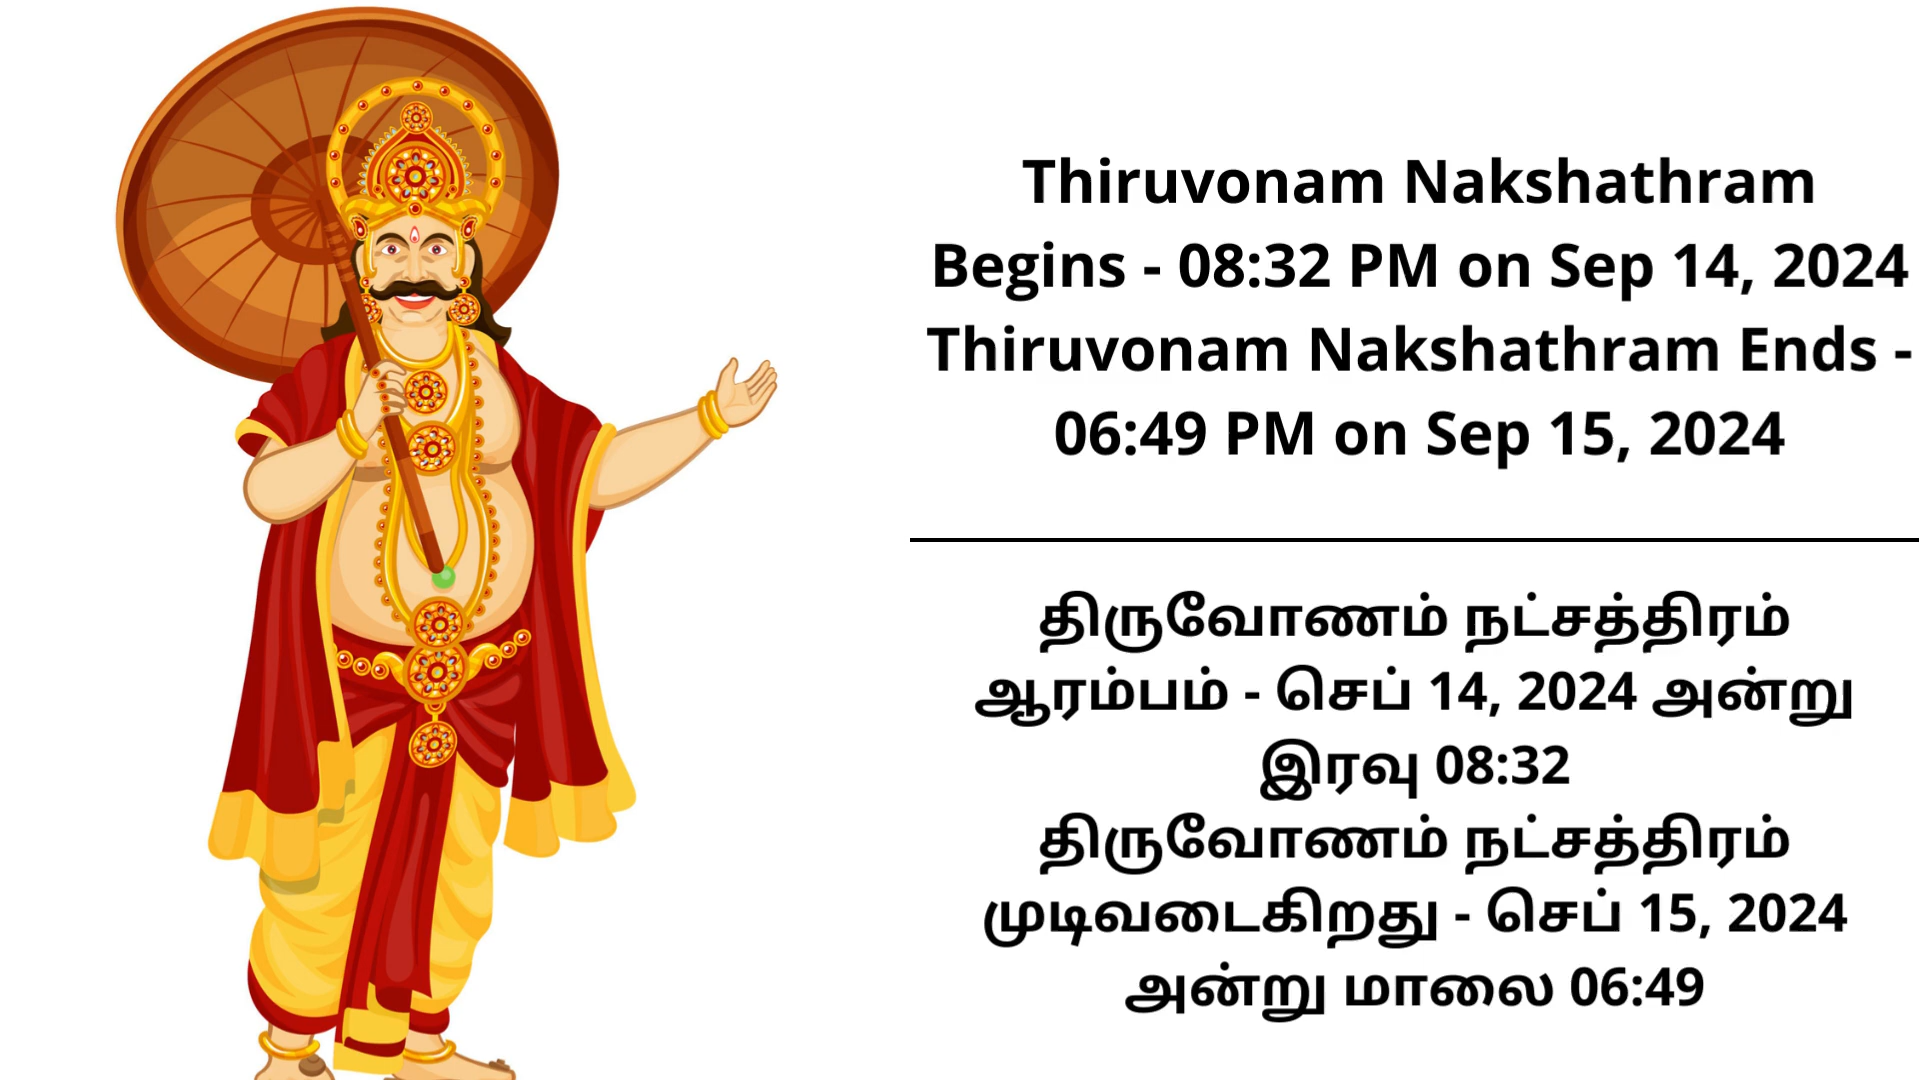 Thiruvonam Nakshathram
Begins - 08:32 PM on Sep 14, 2024
Thiruvonam Nakshathram Ends -
06:49 PM on Sep 15, 2024
திருவோணம் நட்சத்திரம்
ஆரம்பம் - செப் 14, 2024 அன்று
இரவு 08:32
திருவோணம் நட்சத்திரம்
முடிவடைகிறது - செப் 15, 2024
அன்று மாலை 06:49